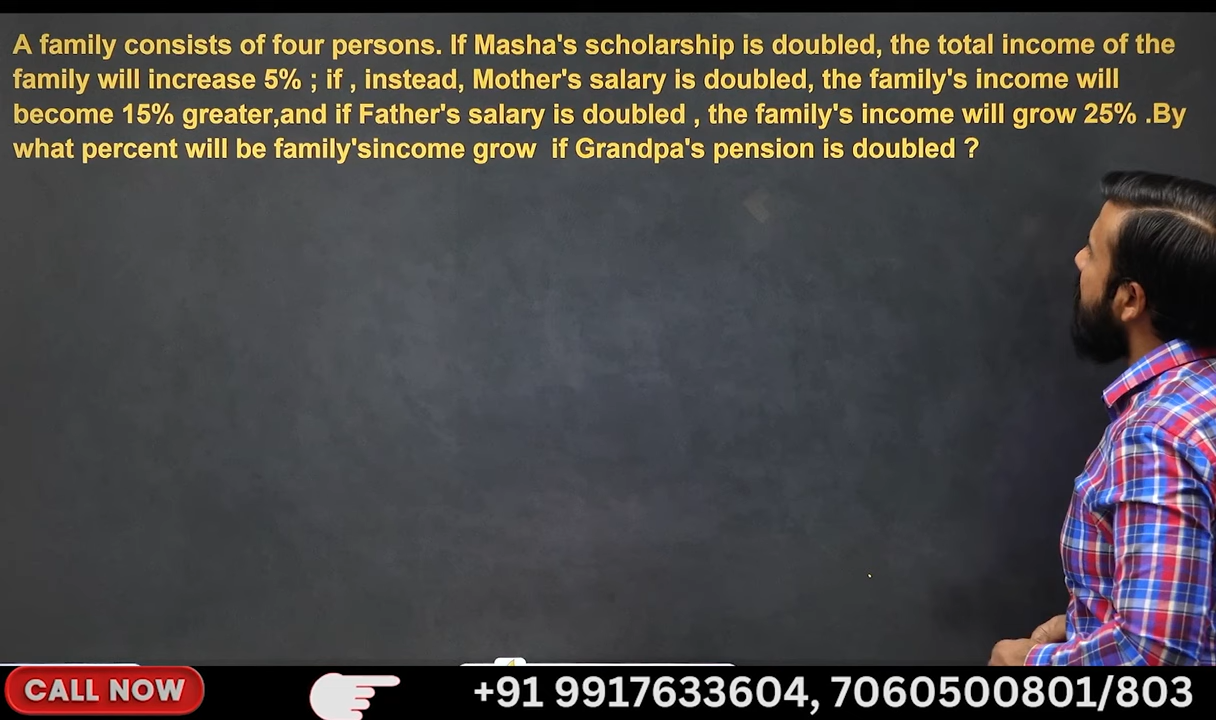 A family consists of four persons. If Masha's scholarship is doubled, the total income of the
family will increase 5% ; if , instead, Mother's salary is doubled, the family's income will
become 15% greater,and if Father's salary is doubled , the family's income will grow 25% .By
what percent will be family'sincome grow if Grandpa's pension is doubled ?
CALL NOW
+91 9917633604, 7060500801/803